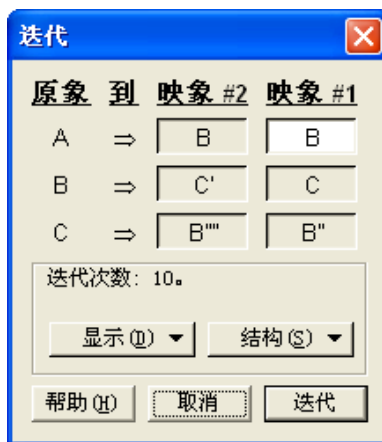 迭代
原象 到 映象 #2 映象 #1
A ⇒ B B
B ⇒ C' C
C ⇒ B'''' B''
迭代次数: 10。
显示(D) 结构(S)
帮助(H) 取消 迭代